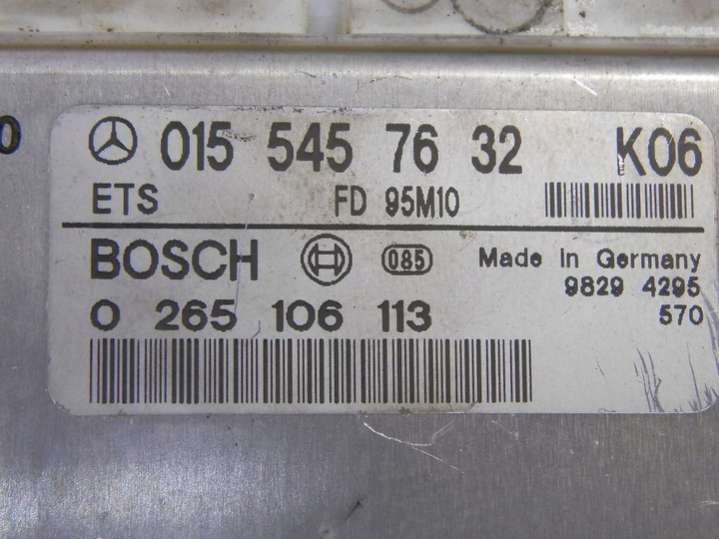 015 545 76 32 K06
ETS FD 95M10
BOSCH 085 Made In Germany
9829 4295
0 265 106 113 570